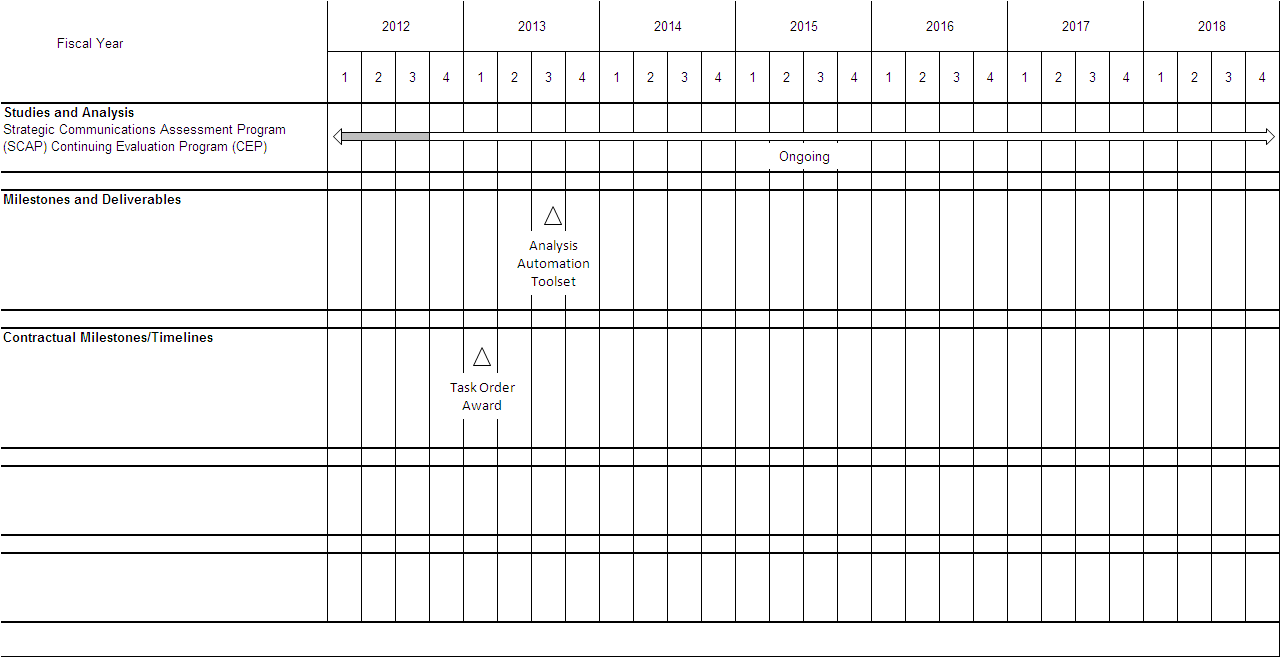 Fiscal Year
2012 2013 2014 2015 2016 2017 2018
1 2 3 4 1 2 3 4 1 2 3 4 1 2 3 4 1 2 3 4 1 2 3 4 1 2 3 4
Studies and Analysis
Strategic Communications Assessment Program
(SCAP) Continuing Evaluation Program (CEP)
Ongoing
Milestones and Deliverables
Analysis
Automation
Toolset
Contractual Milestones/Timelines
Task Order
Award